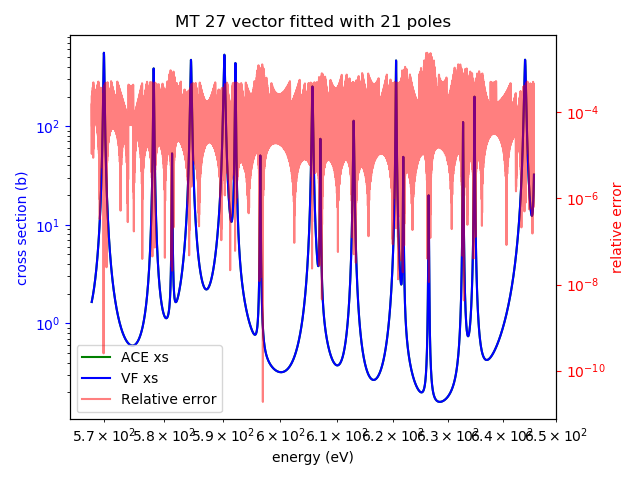 MT 27 vector fitted with 21 poles
cross section (b)
10²
10¹
10⁰
10⁻⁴
10⁻⁶
10⁻⁸
10⁻¹⁰
relative error
ACE xs
VF xs
Relative error
5.7 × 10² 5.8 × 10² 5.9 × 10² 6 × 10² 6.1 × 10² 6.2 × 10² 6.3 × 10² 6.4 × 10² 6.5 × 10²
energy (eV)